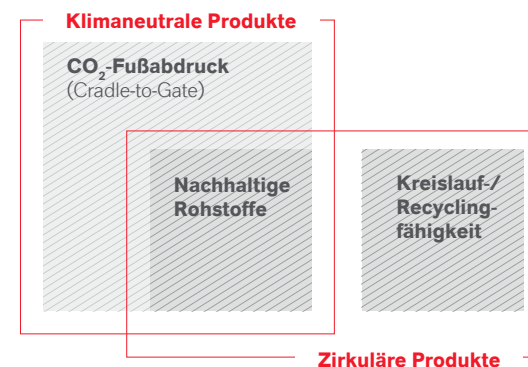 Klimaneutrale Produkte
CO₂-Fußabdruck
(Cradle-to-Gate)
Nachhaltige
Rohstoffe
Kreislauf-/
Recycling-
fähigkeit
Zirkuläre Produkte